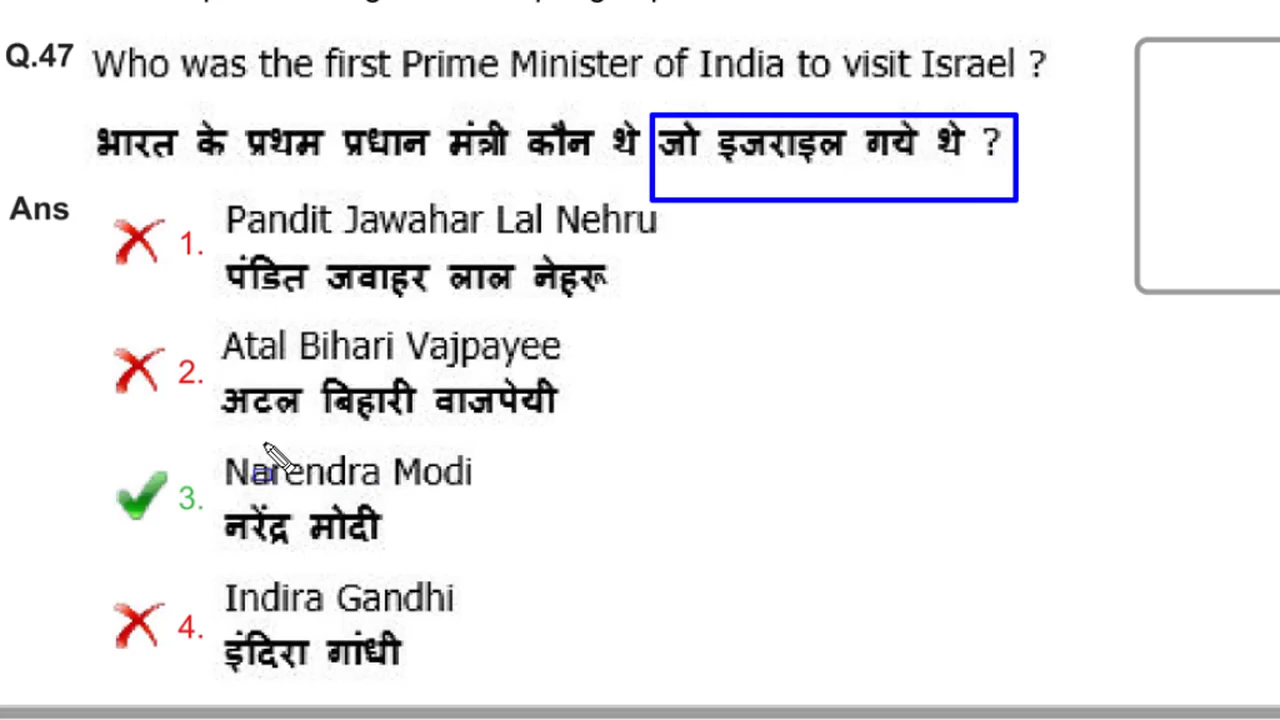 Q.47 Who was the first Prime Minister of India to visit Israel ?
भारत के प्रथम प्रधान मंत्री कौन थे जो इजराइल गये थे ?
Ans
1. Pandit Jawahar Lal Nehru
पंडित जवाहर लाल नेहरू
2. Atal Bihari Vajpayee
अटल बिहारी वाजपेयी
3. Narendra Modi
नरेंद्र मोदी
4. Indira Gandhi
इंदिरा गांधी